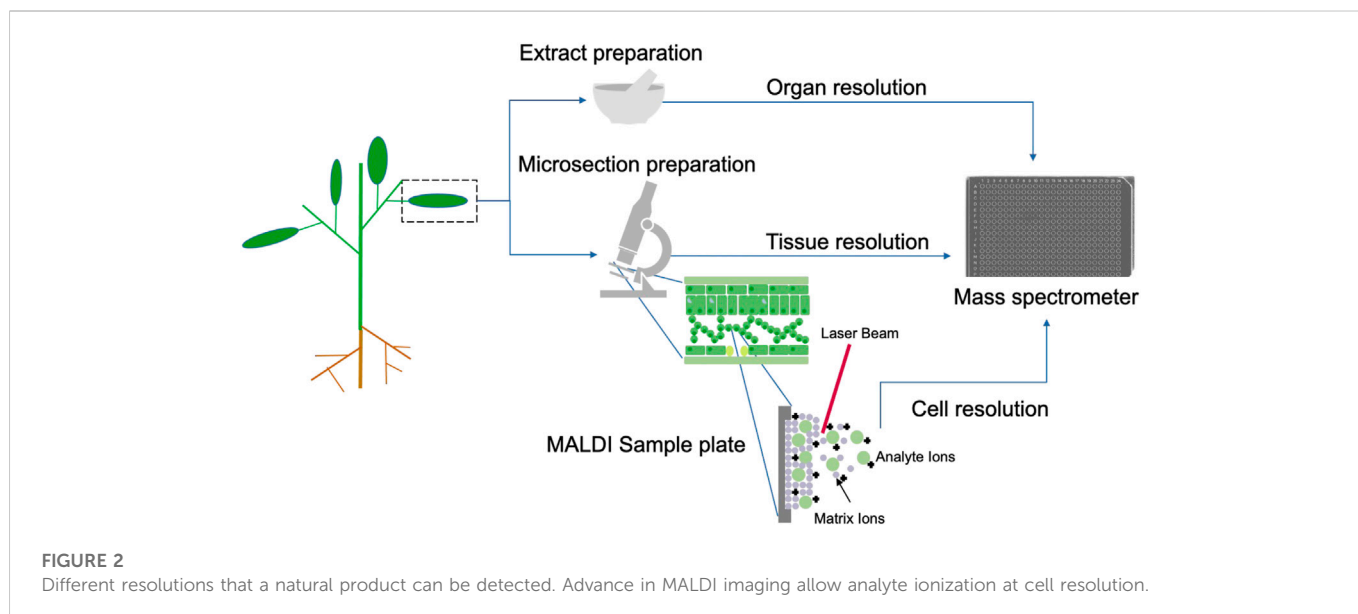 Extract preparation
Organ resolution
Microsection preparation
Tissue resolution
Mass spectrometer
Laser Beam
Cell resolution
MALDI Sample plate
Analyte Ions
Matrix Ions
FIGURE 2
Different resolutions that a natural product can be detected. Advance in MALDI imaging allow analyte ionization at cell resolution.